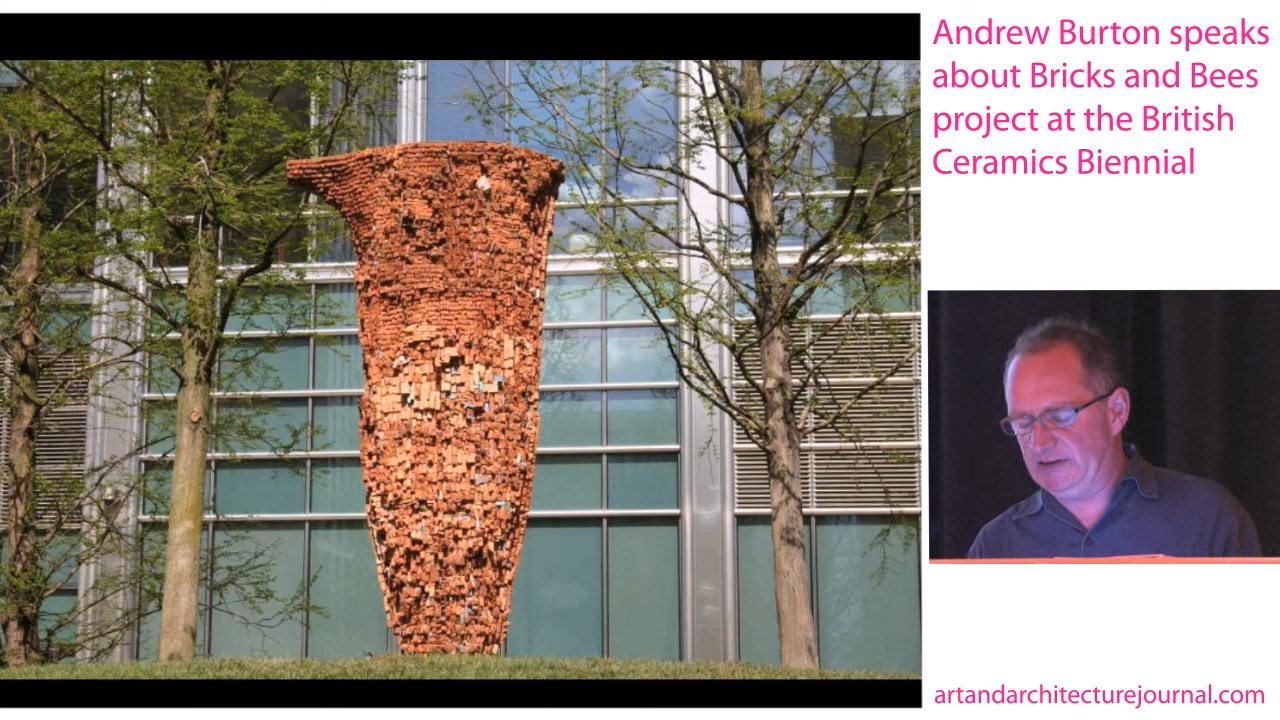 Andrew Burton speaks
about Bricks and Bees
project at the British
Ceramics Biennial
artandarchitecturejournal.com